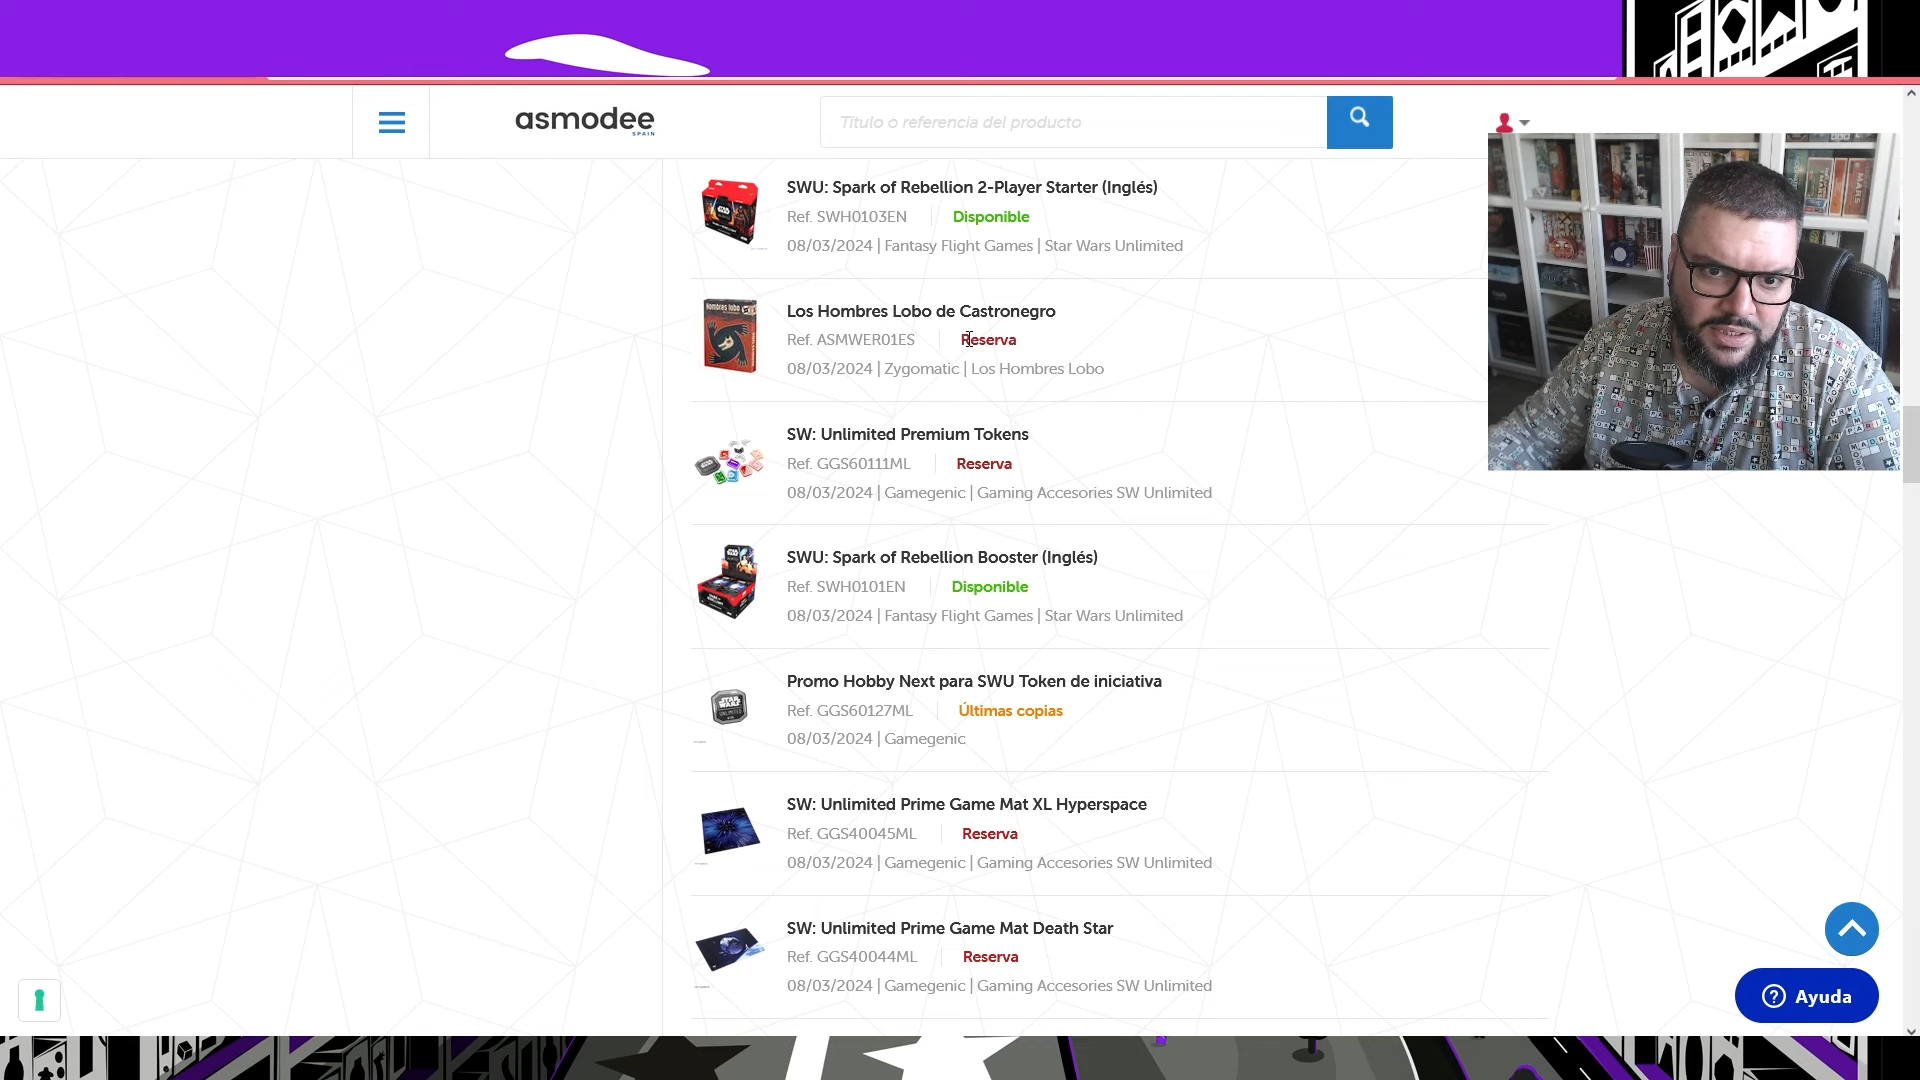 asmodee
SPAIN
Título o referencia del producto
SWU: Spark of Rebellion 2-Player Starter (Inglés)
Ref. SWH0103EN
Disponible
08/03/2024 | Fantasy Flight Games | Star Wars Unlimited
Los Hombres Lobo de Castronegro
Ref. ASMWER01ES
Reserva
08/03/2024 | Zygomatic | Los Hombres Lobo
SW: Unlimited Premium Tokens
Ref. GGS60111ML
Reserva
08/03/2024 | Gamegenic | Gaming Accesories SW Unlimited
SWU: Spark of Rebellion Booster (Inglés)
Ref. SWH0101EN
Disponible
08/03/2024 | Fantasy Flight Games | Star Wars Unlimited
Promo Hobby Next para SWU Token de iniciativa
Ref. GGS60127ML
Últimas copias
08/03/2024 | Gamegenic
SW: Unlimited Prime Game Mat XL Hyperspace
Ref. GGS40045ML
Reserva
08/03/2024 | Gamegenic | Gaming Accesories SW Unlimited
SW: Unlimited Prime Game Mat Death Star
Ref. GGS40044ML
Reserva
08/03/2024 | Gamegenic | Gaming Accesories SW Unlimited
Ayuda